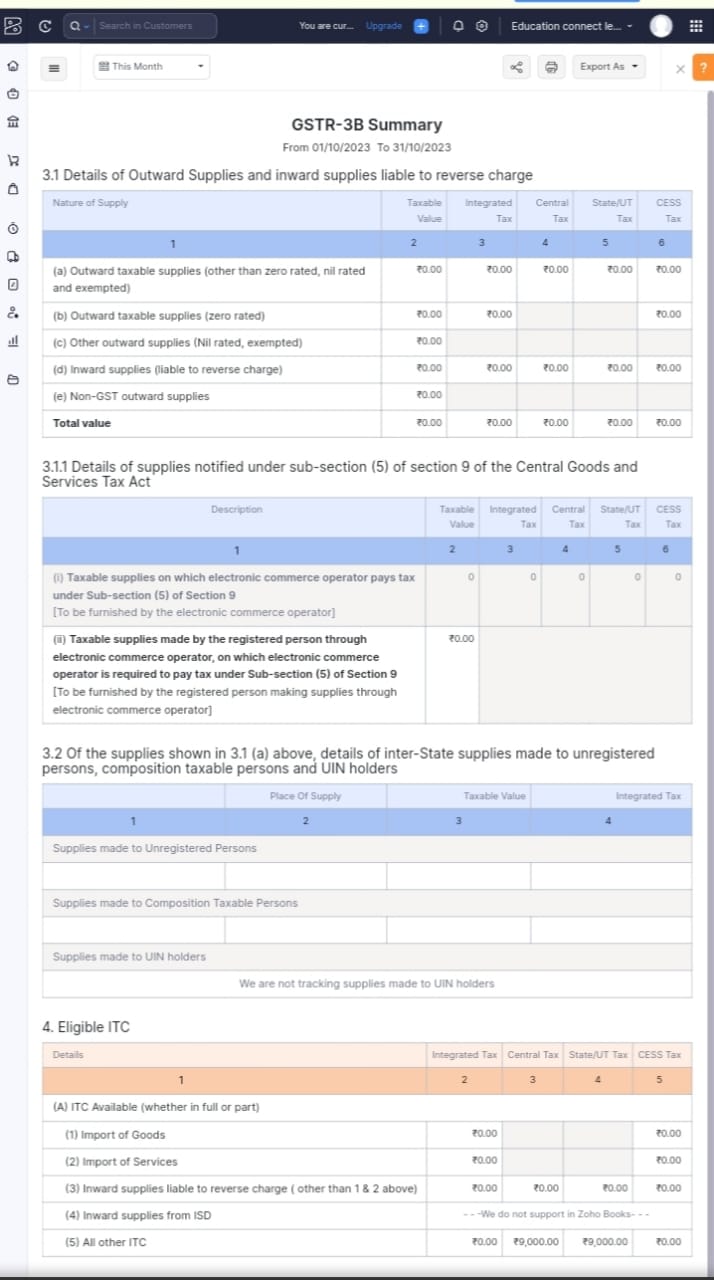 Search in Customers
You are cur... Upgrade
Education connect le...
This Month
Export As
?
GSTR-3B Summary
From 01/10/2023 To 31/10/2023
3.1 Details of Outward Supplies and inward supplies liable to reverse charge
Nature of Supply Taxable Value Integrated Tax Central Tax State/UT Tax CESS Tax
1 2 3 4 5 6
(a) Outward taxable supplies (other than zero rated, nil rated ₹0.00 ₹0.00 ₹0.00 ₹0.00 ₹0.00
and exempted)
(b) Outward taxable supplies (zero rated) ₹0.00 ₹0.00 ₹0.00
(c) Other outward supplies (Nil rated, exempted) ₹0.00
(d) Inward supplies (liable to reverse charge) ₹0.00 ₹0.00 ₹0.00 ₹0.00 ₹0.00
(e) Non-GST outward supplies ₹0.00
Total value ₹0.00 ₹0.00 ₹0.00 ₹0.00 ₹0.00
3.1.1 Details of supplies notified under sub-section (5) of section 9 of the Central Goods and
Services Tax Act
Description Taxable Value Integrated Tax Central Tax State/UT Tax CESS Tax
1 2 3 4 5 6
(i) Taxable supplies on which electronic commerce operator pays tax 0 0 0 0 0
under Sub-section (5) of Section 9
[To be furnished by the electronic commerce operator]
(ii) Taxable supplies made by the registered person through ₹0.00
electronic commerce operator, on which electronic commerce
operator is required to pay tax under Sub-section (5) of Section 9
[To be furnished by the registered person making supplies through
electronic commerce operator]
3.2 Of the supplies shown in 3.1 (a) above, details of inter-State supplies made to unregistered
persons, composition taxable persons and UIN holders
Place Of Supply Taxable Value Integrated Tax
1 2 3 4
Supplies made to Unregistered Persons
Supplies made to Composition Taxable Persons
Supplies made to UIN holders
We are not tracking supplies made to UIN holders
4. Eligible ITC
Details Integrated Tax Central Tax State/UT Tax CESS Tax
1 2 3 4 5
(A) ITC Available (whether in full or part)
(1) Import of Goods ₹0.00 ₹0.00
(2) Import of Services ₹0.00 ₹0.00
(3) Inward supplies liable to reverse charge ( other than 1 & 2 above) ₹0.00 ₹0.00 ₹0.00 ₹0.00
(4) Inward supplies from ISD - - -We do not support in Zoho Books- - -
(5) All other ITC ₹0.00 ₹9,000.00 ₹9,000.00 ₹0.00